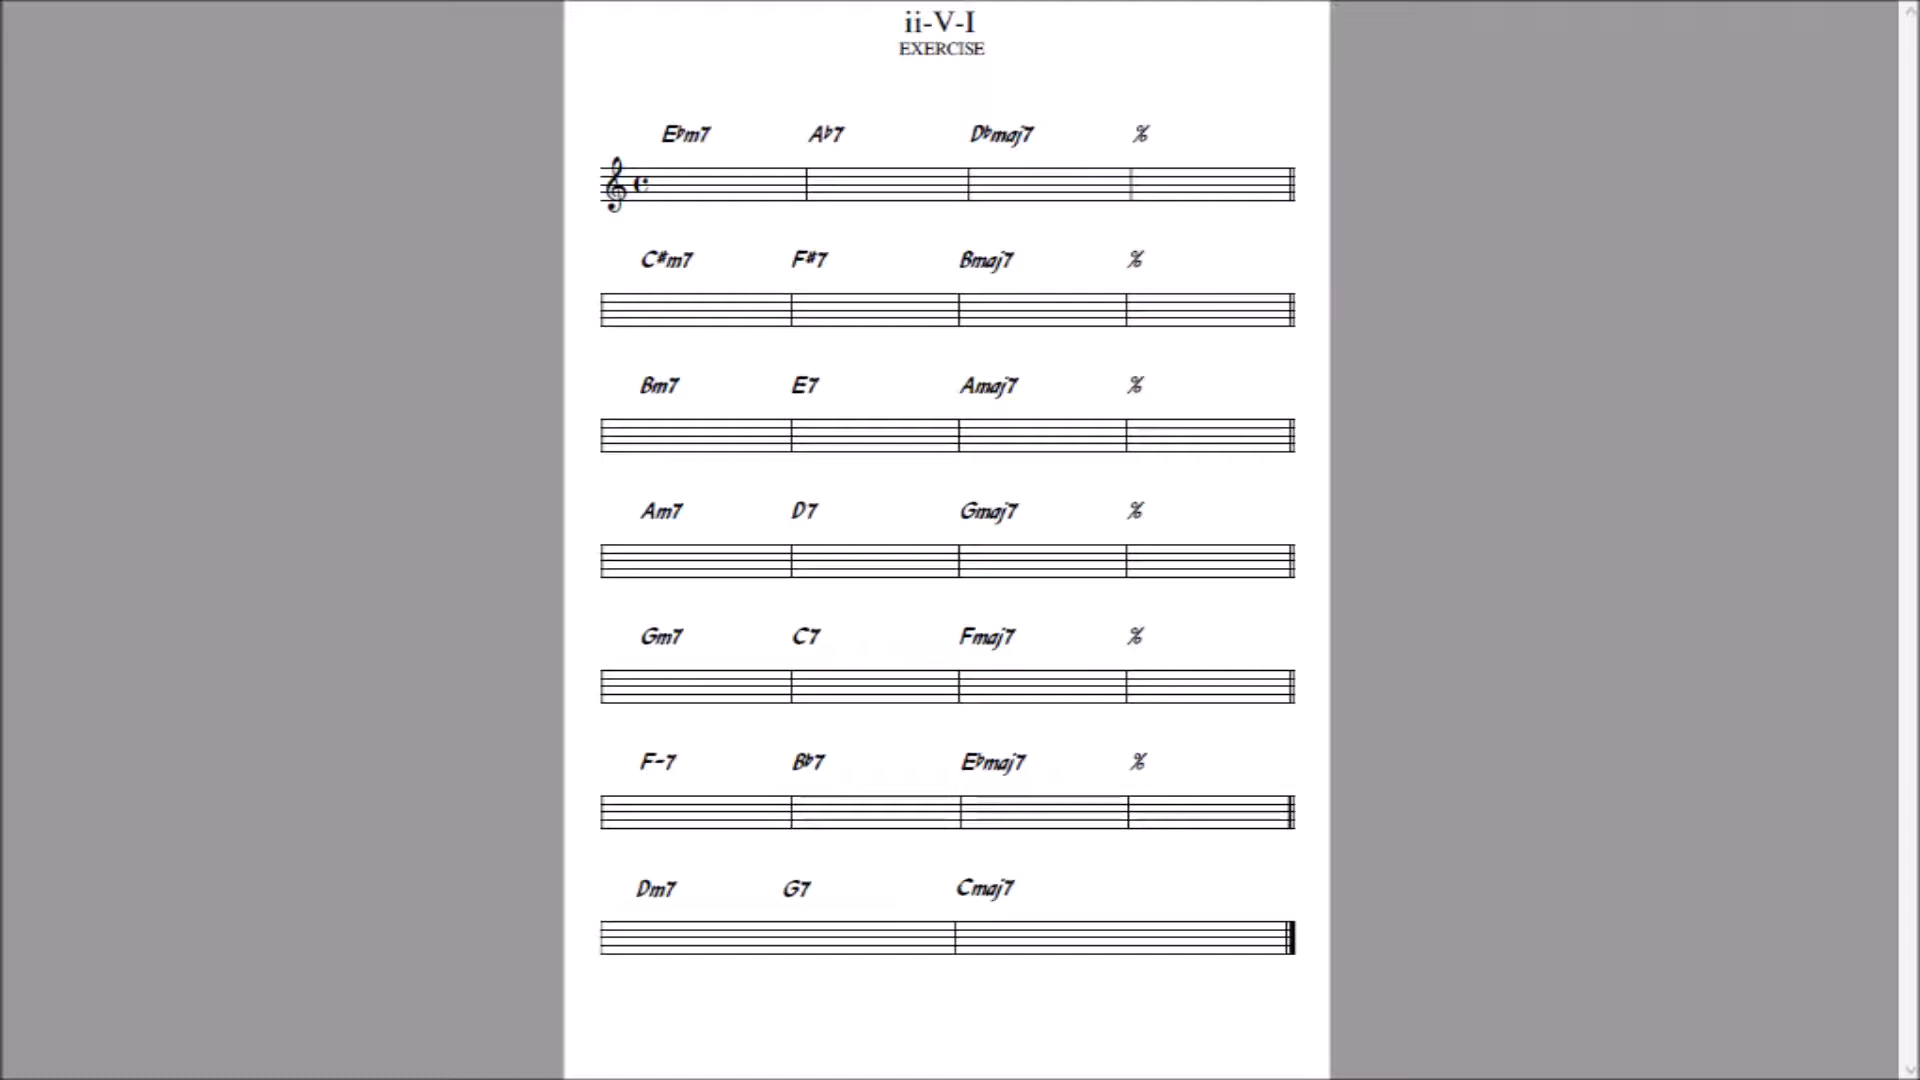 ii-V-I
EXERCISE
E♭m7 A♭7 D♭maj7 %
C#m7 F#7 Bmaj7 %
Bm7 E7 Amaj7 %
Am7 D7 Gmaj7 %
Gm7 C7 Fmaj7 %
F-7 B♭7 E♭maj7 %
Dm7 G7 Cmaj7